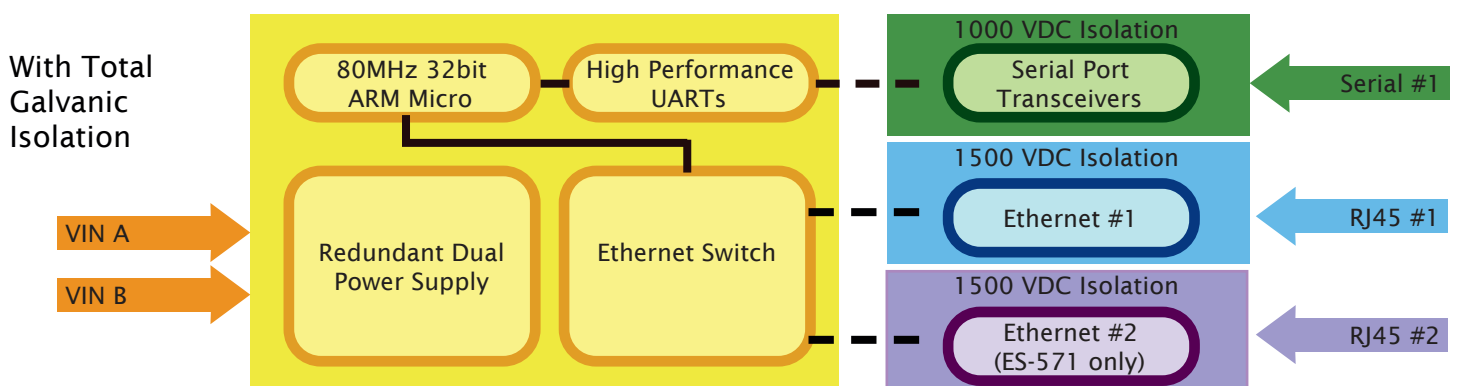 With Total
Galvanic
Isolation
VIN A
VIN B
80MHz 32bit
ARM Micro
High Performance
UARTs
Redundant Dual
Power Supply
Ethernet Switch
1000 VDC Isolation
Serial Port
Transceivers
Serial #1
1500 VDC Isolation
Ethernet #1
RJ45 #1
1500 VDC Isolation
Ethernet #2
(ES-571 only)
RJ45 #2